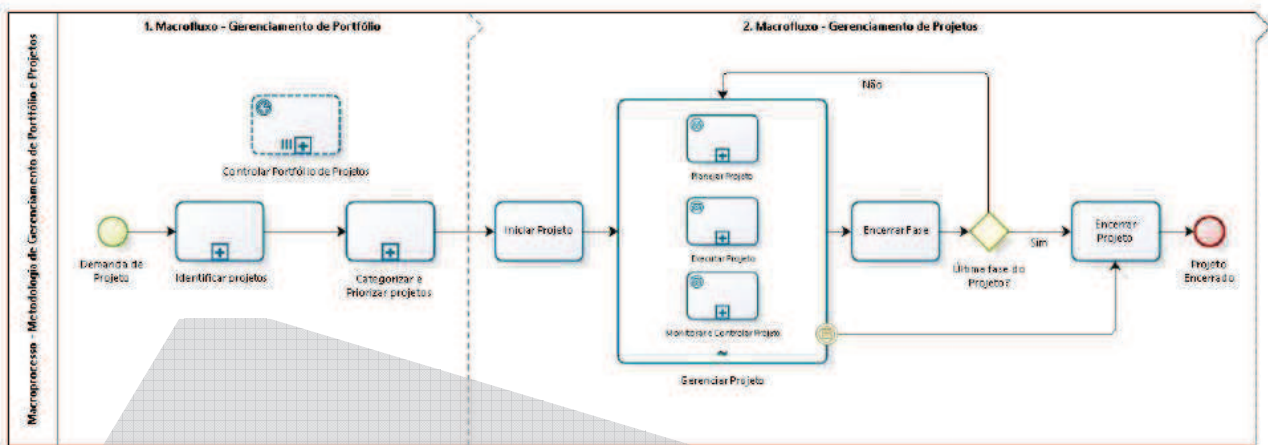 Macroprocesso - Metodologia de Gerenciamento de Portfólio e Projetos
1. Macrofluxo - Gerenciamento de Portfólio
2. Macrofluxo - Gerenciamento de Projetos
Não
Controlar Portfólio de Projetos
Planejar Projeto
Demanda de
Projeto
Identificar projetos
Categorizar e
Priorizar projetos
Iniciar Projeto
Executar Projeto
Monitorar e Controlar Projeto
Gerenciar Projeto
Encerrar Fase
Última fase do
Projeto?
Sim
Encerrar
Projeto
Projeto
Encerrado